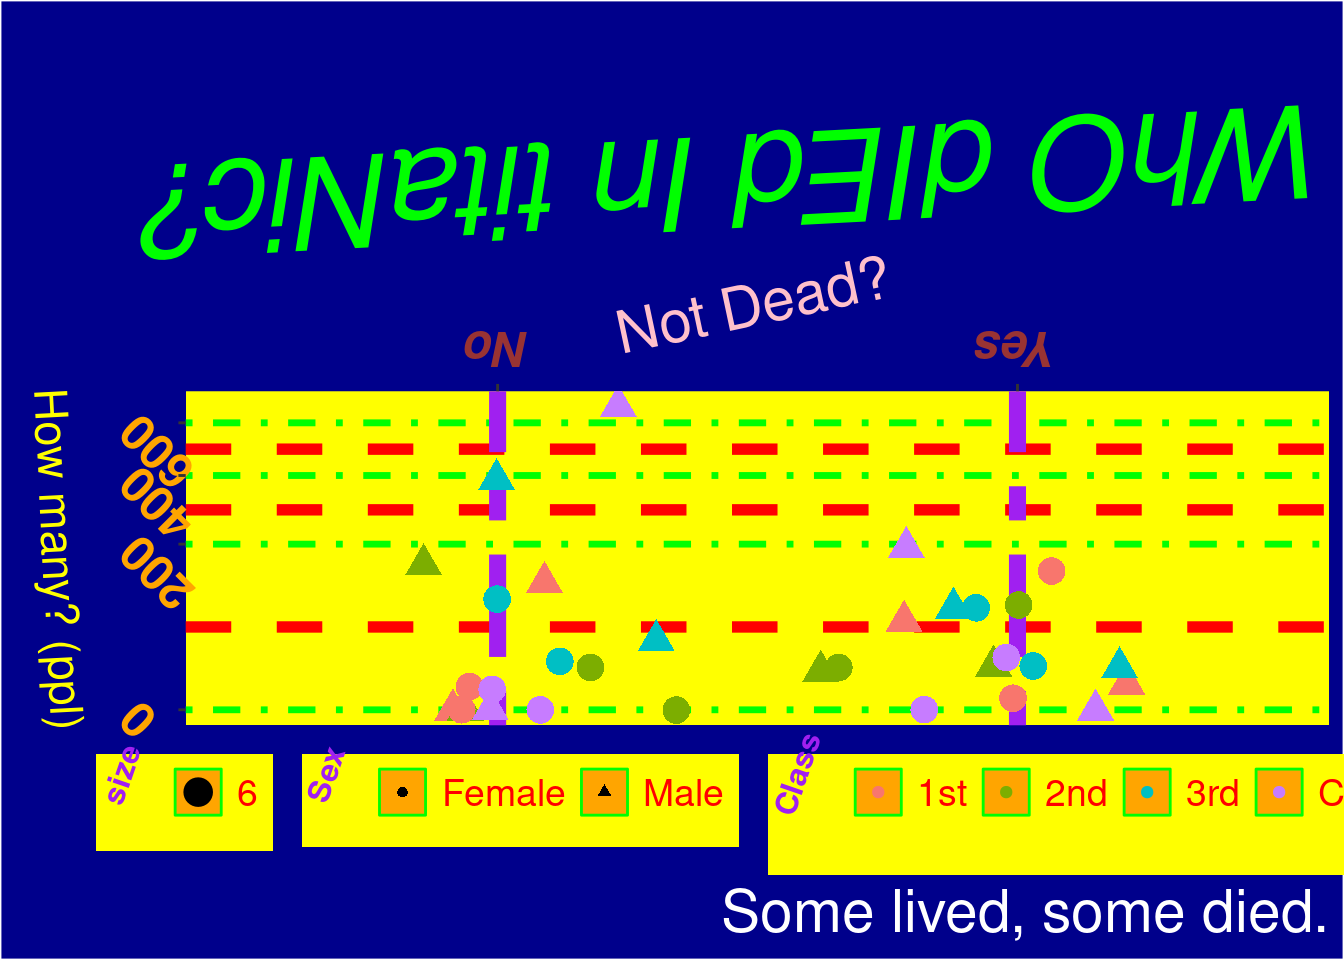 WhO dIEd In titaNic?
Not Dead?
No
Yes
How many? (ppl)
600
400
200
0
size
6
Sex
Female
Male
Class
1st
2nd
3rd
C
Some lived, some died.